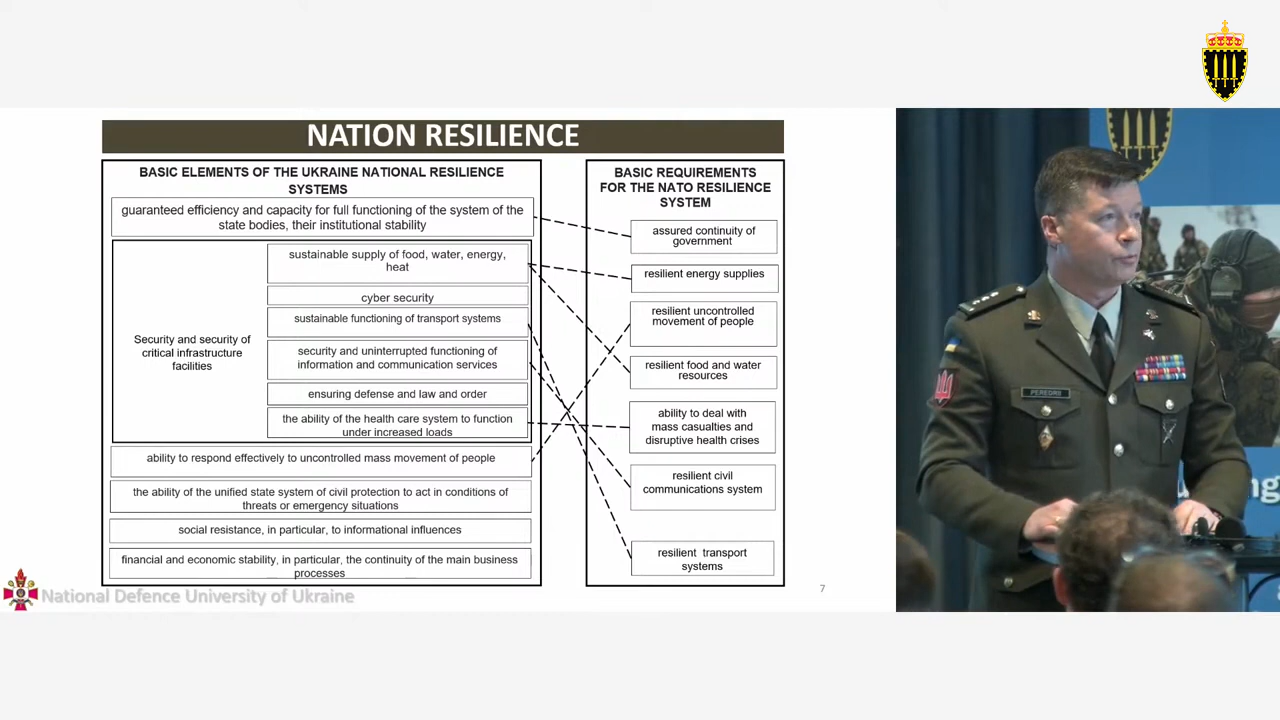 NATION RESILIENCE
BASIC ELEMENTS OF THE UKRAINE NATIONAL RESILIENCE
SYSTEMS
guaranteed efficiency and capacity for full functioning of the system of the
state bodies, their institutional stability
Security and security of
critical infrastructure
facilities
sustainable supply of food, water, energy,
heat
cyber security
sustainable functioning of transport systems
security and uninterrupted functioning of
information and communication services
ensuring defense and law and order
the ability of the health care system to function
under increased loads
ability to respond effectively to uncontrolled mass movement of people
the ability of the unified state system of civil protection to act in conditions of
threats or emergency situations
social resistance, in particular, to informational influences
financial and economic stability, in particular, the continuity of the main business
processes
BASIC REQUIREMENTS
FOR THE NATO RESILIENCE
SYSTEM
assured continuity of
government
resilient energy supplies
resilient uncontrolled
movement of people
resilient food and water
resources
ability to deal with
mass casualties and
disruptive health crises
resilient civil
communications system
resilient transport
systems
National Defence University of Ukraine
7